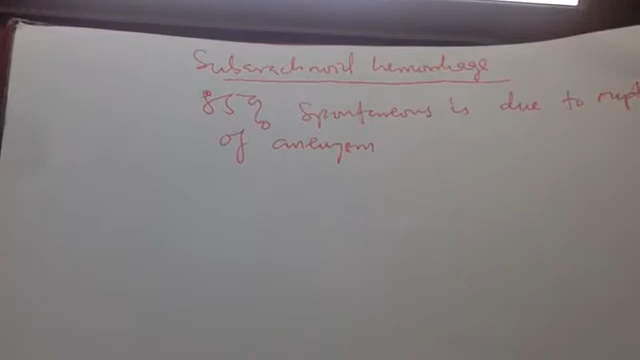 Subarachnoid hemorrhage
85% Spontaneous is due to rupt
of aneurysm